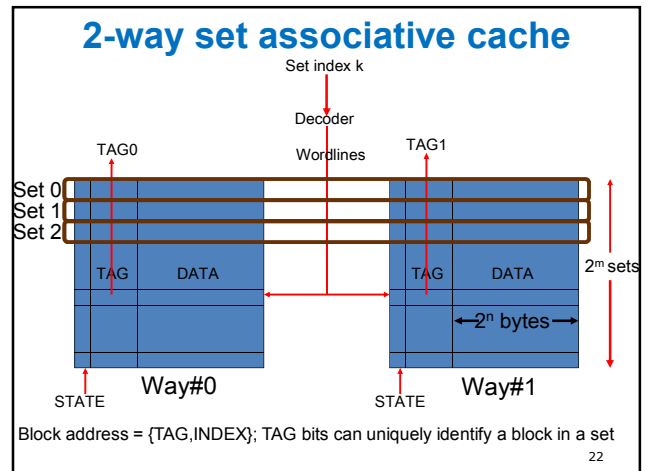 2-way set associative cache
Set index k
Decoder
TAG0
TAG1
Wordlines
Set 0
Set 1
Set 2
TAG
DATA
TAG
DATA
2ᵐ sets
2ⁿ bytes
Way#0
Way#1
STATE
STATE
Block address = {TAG,INDEX}; TAG bits can uniquely identify a block in a set
22